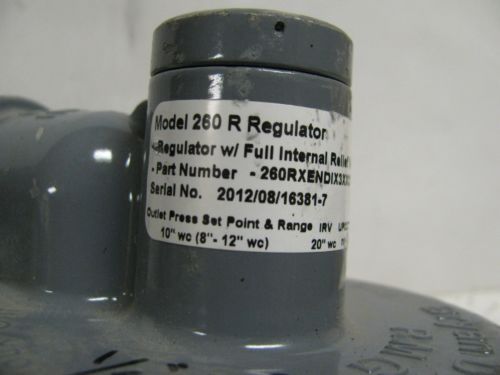 Model 260 R Regulator
- Regulator w/ Full Internal Relief
- Part Number - 260RXENDIX3XX
Serial No. 2012/08/16381-7
Outlet Press Set Point & Range IRV
10" wc (8"- 12" wc) 20" wc